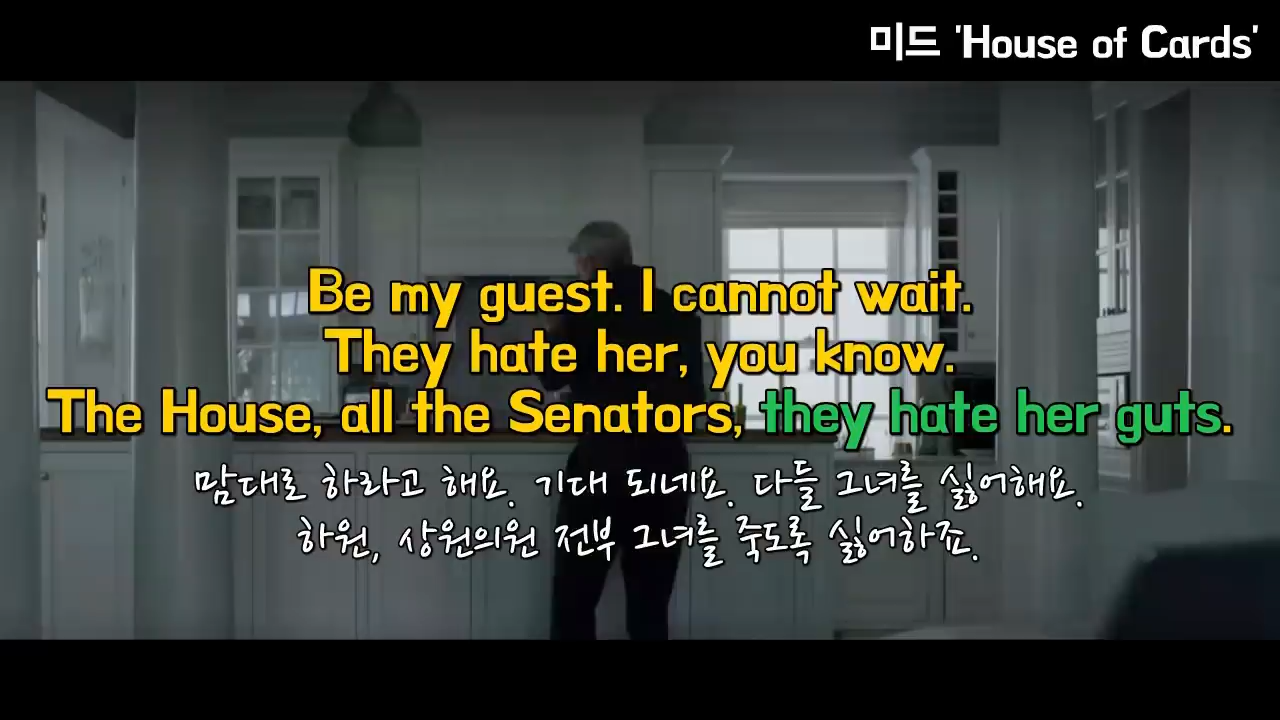 미드 'House of Cards'
Be my guest. I cannot wait.
They hate her, you know.
The House, all the Senators, they hate her guts.
맘대로 하라고 해요. 기대 되네요. 다들 그녀를 싫어해요.
하원, 상원의원 전부 그녀를 죽도록 싫어하죠.